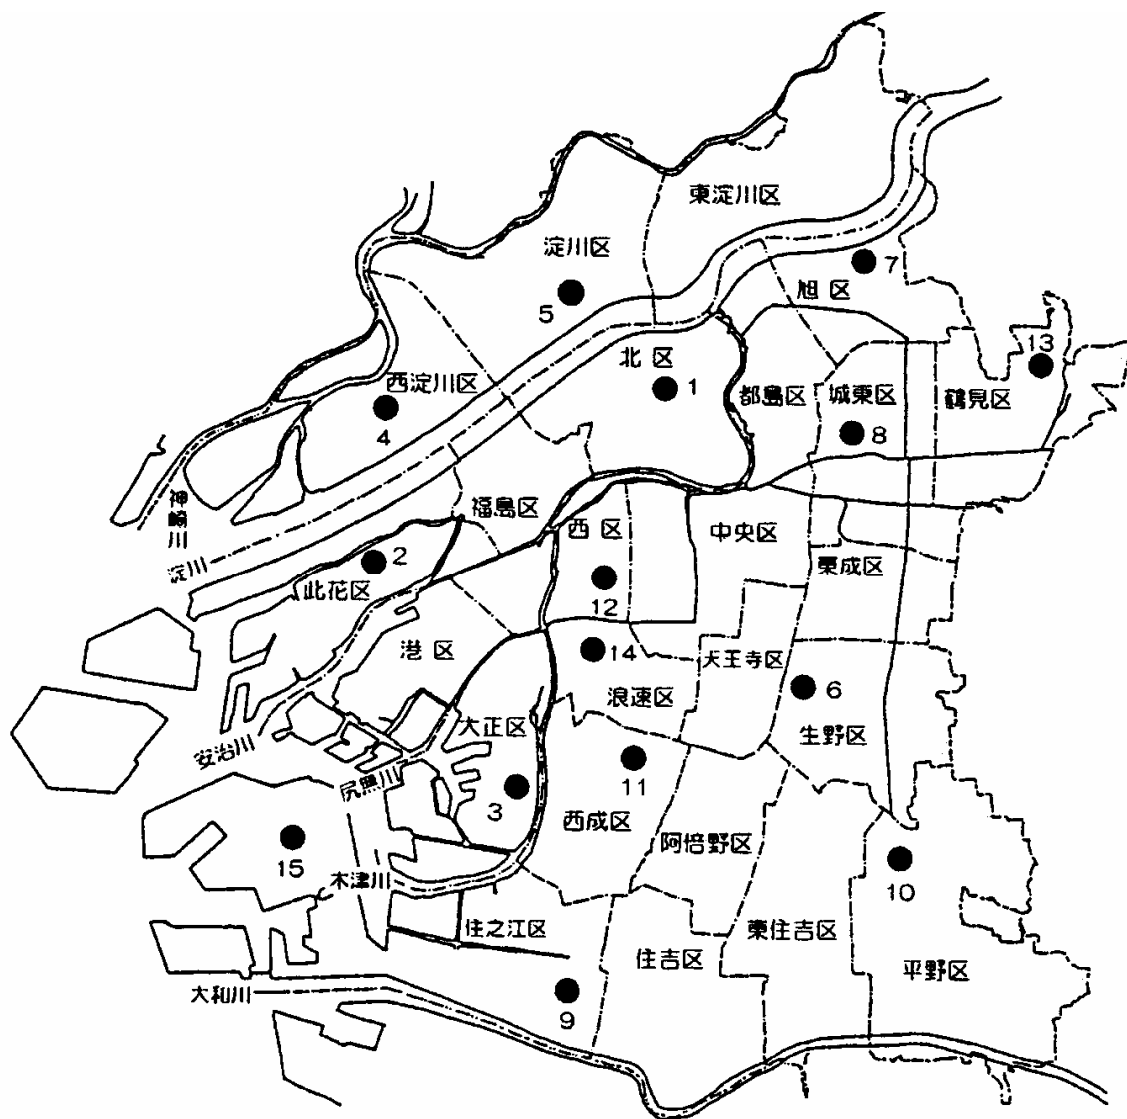 東淀川区
淀川区
7
旭区
5
北区
13
西淀川区
1
都島区
城東区
鶴見区
4
8
神崎川
福島区
西区
中央区
淀川
2
東成区
此花区
12
港区
14
天王寺区
浪速区
6
大正区
生野区
安治川
尻無川
3
11
西成区
阿倍野区
15
10
木津川
住之江区
東住吉区
住吉区
平野区
大和川
9